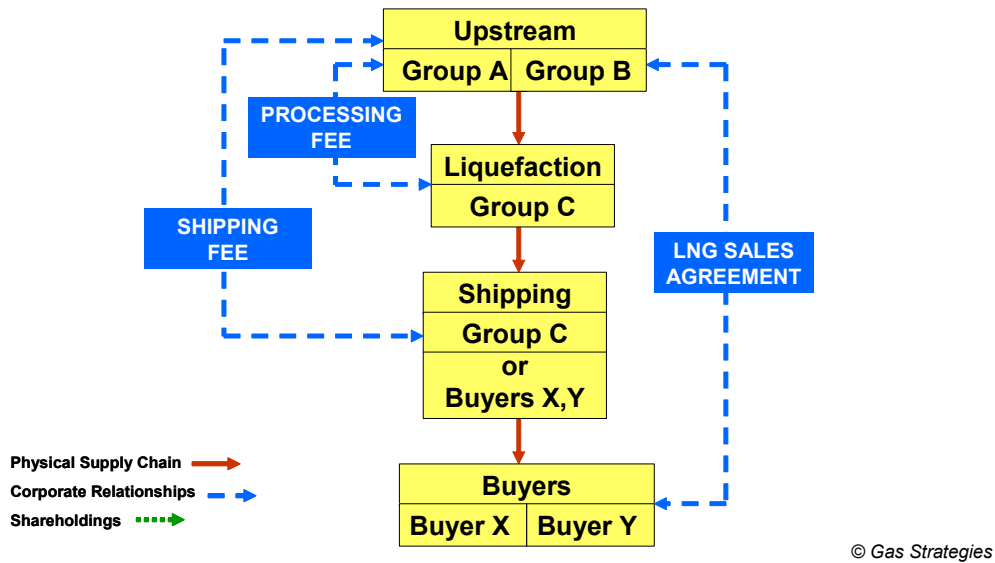 Upstream
Group A Group B
PROCESSING
FEE
Liquefaction
Group C
SHIPPING
FEE
LNG SALES
AGREEMENT
Shipping
Group C
or
Buyers X,Y
Physical Supply Chain
Corporate Relationships
Shareholdings
Buyers
Buyer X Buyer Y
© Gas Strategies